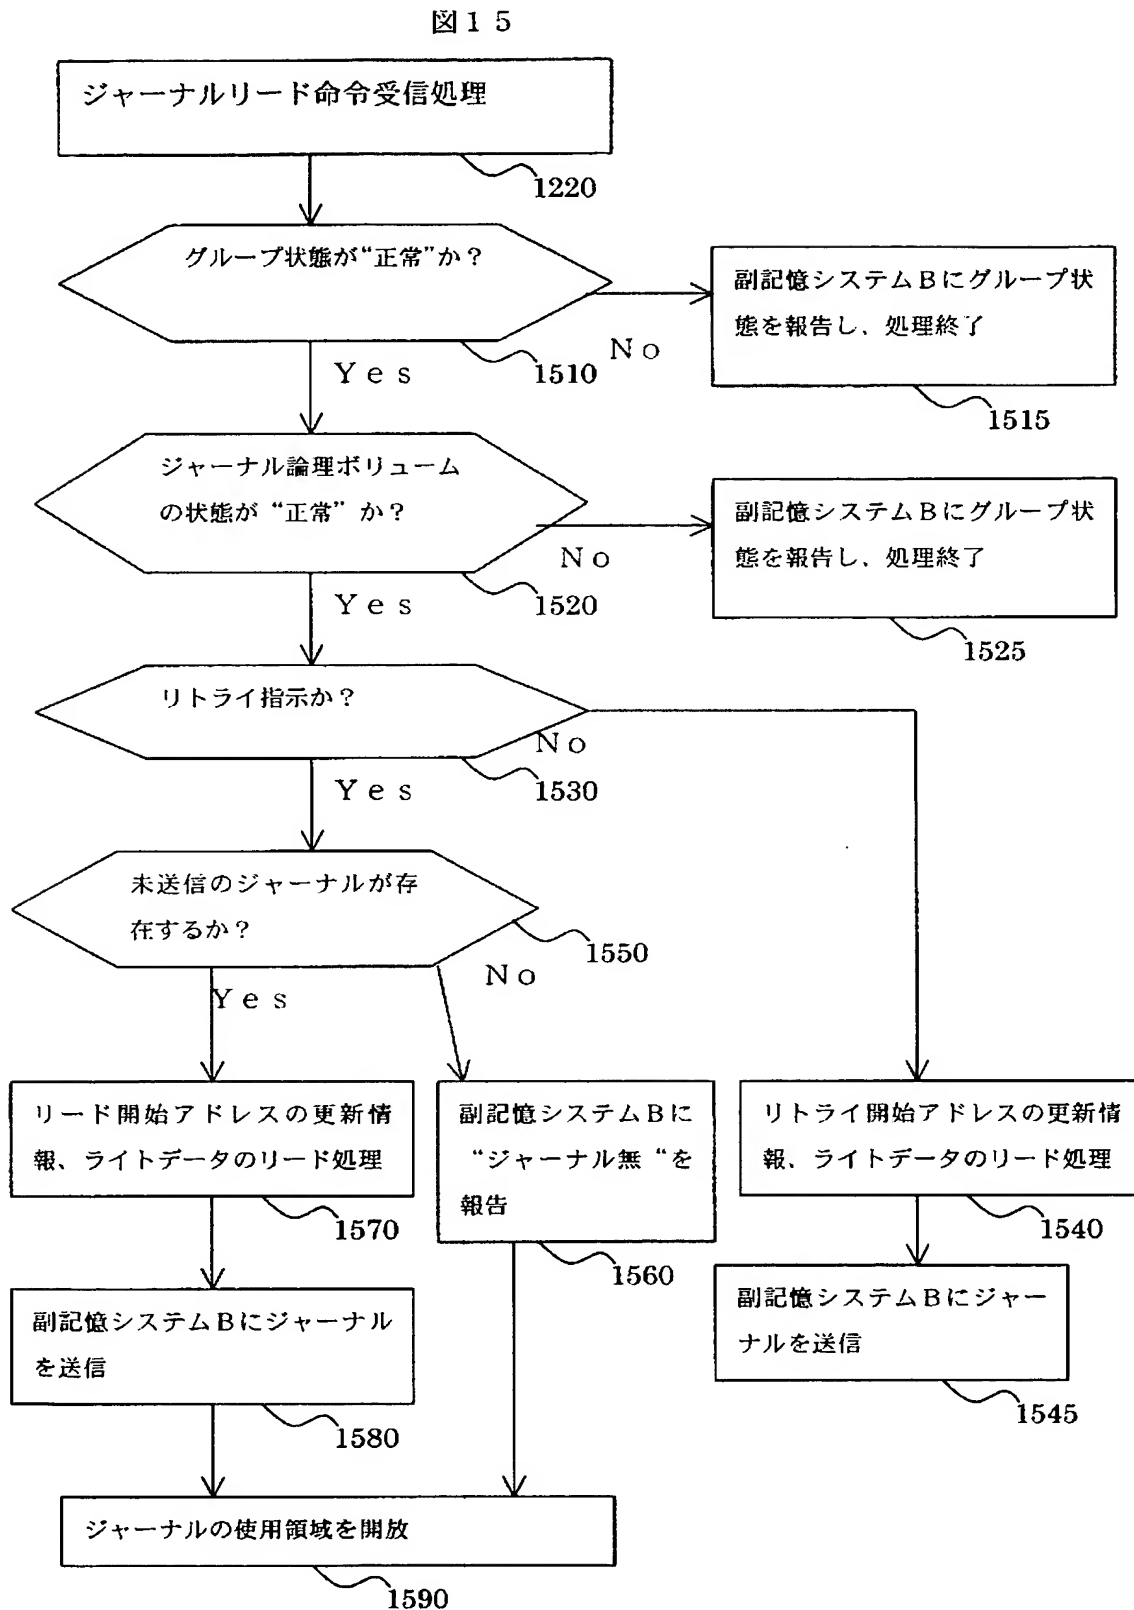 図１５
ジャーナルリード命令受信処理
1220
グループ状態が“正常”か？
1510
Yes
No
副記憶システムＢにグループ状
態を報告し、処理終了
1515
ジャーナル論理ボリューム
の状態が“正常”か？
1520
Yes
No
副記憶システムＢにグループ状
態を報告し、処理終了
1525
リトライ指示か？
1530
Yes
No
未送信のジャーナルが存
在するか？
1550
Yes
No
リード開始アドレスの更新情
報、ライトデータのリード処理
1570
副記憶システムＢに
“ジャーナル無“を
報告
1560
リトライ開始アドレスの更新情
報、ライトデータのリード処理
1540
副記憶システムＢにジャーナル
を送信
1580
副記憶システムＢにジャー
ナルを送信
1545
ジャーナルの使用領域を開放
1590